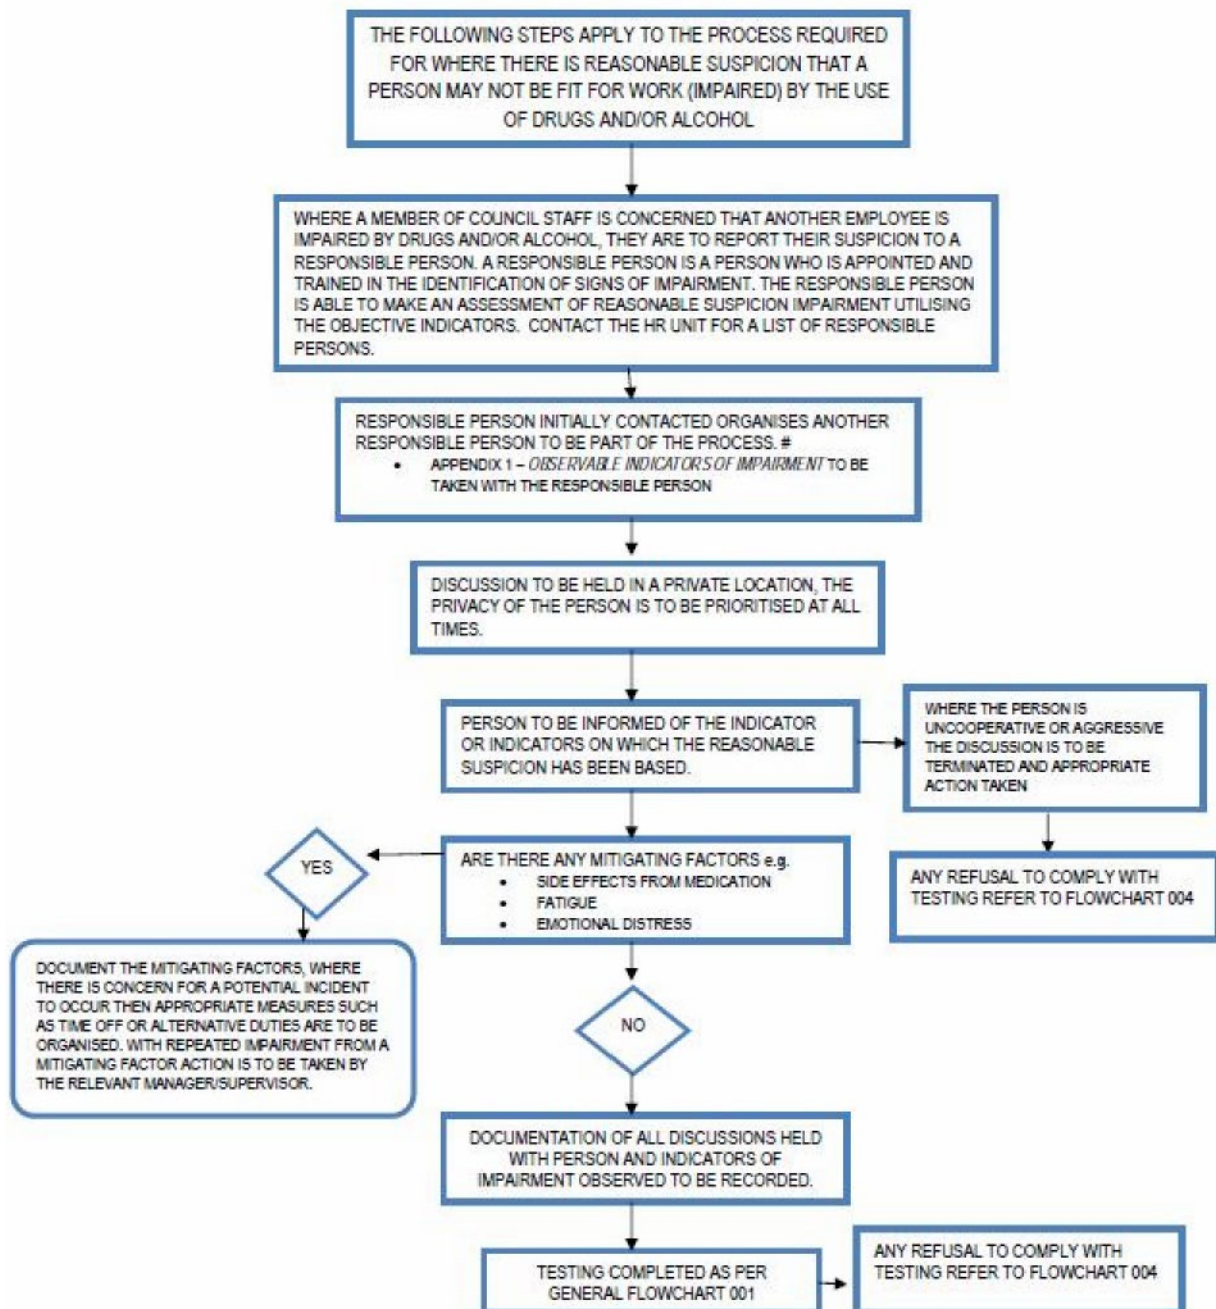 THE FOLLOWING STEPS APPLY TO THE PROCESS REQUIRED
FOR WHERE THERE IS REASONABLE SUSPICION THAT A
PERSON MAY NOT BE FIT FOR WORK (IMPAIRED) BY THE USE
OF DRUGS AND/OR ALCOHOL
WHERE A MEMBER OF COUNCIL STAFF IS CONCERNED THAT ANOTHER EMPLOYEE IS
IMPAIRED BY DRUGS AND/OR ALCOHOL, THEY ARE TO REPORT THEIR SUSPICION TO A
RESPONSIBLE PERSON. A RESPONSIBLE PERSON IS A PERSON WHO IS APPOINTED AND
TRAINED IN THE IDENTIFICATION OF SIGNS OF IMPAIRMENT. THE RESPONSIBLE PERSON
IS ABLE TO MAKE AN ASSESSMENT OF REASONABLE SUSPICION IMPAIRMENT UTILISING
THE OBJECTIVE INDICATORS. CONTACT THE HR UNIT FOR A LIST OF RESPONSIBLE
PERSONS.
RESPONSIBLE PERSON INITIALLY CONTACTED ORGANISES ANOTHER
RESPONSIBLE PERSON TO BE PART OF THE PROCESS. #
• APPENDIX 1 – OBSERVABLE INDICATORS OF IMPAIRMENT TO BE
TAKEN WITH THE RESPONSIBLE PERSON
DISCUSSION TO BE HELD IN A PRIVATE LOCATION, THE
PRIVACY OF THE PERSON IS TO BE PRIORITISED AT ALL
TIMES.
PERSON TO BE INFORMED OF THE INDICATOR
OR INDICATORS ON WHICH THE REASONABLE
SUSPICION HAS BEEN BASED.
WHERE THE PERSON IS
UNCOOPERATIVE OR AGGRESSIVE
THE DISCUSSION IS TO BE
TERMINATED AND APPROPRIATE
ACTION TAKEN
ANY REFUSAL TO COMPLY WITH
TESTING REFER TO FLOWCHART 004
ARE THERE ANY MITIGATING FACTORS e.g.
• SIDE EFFECTS FROM MEDICATION
• FATIGUE
• EMOTIONAL DISTRESS
YES
DOCUMENT THE MITIGATING FACTORS, WHERE
THERE IS CONCERN FOR A POTENTIAL INCIDENT
TO OCCUR THEN APPROPRIATE MEASURES SUCH
AS TIME OFF OR ALTERNATIVE DUTIES ARE TO BE
ORGANISED. WITH REPEATED IMPAIRMENT FROM A
MITIGATING FACTOR ACTION IS TO BE TAKEN BY
THE RELEVANT MANAGER/SUPERVISOR.
NO
DOCUMENTATION OF ALL DISCUSSIONS HELD
WITH PERSON AND INDICATORS OF
IMPAIRMENT OBSERVED TO BE RECORDED.
TESTING COMPLETED AS PER
GENERAL FLOWCHART 001
ANY REFUSAL TO COMPLY WITH
TESTING REFER TO FLOWCHART 004